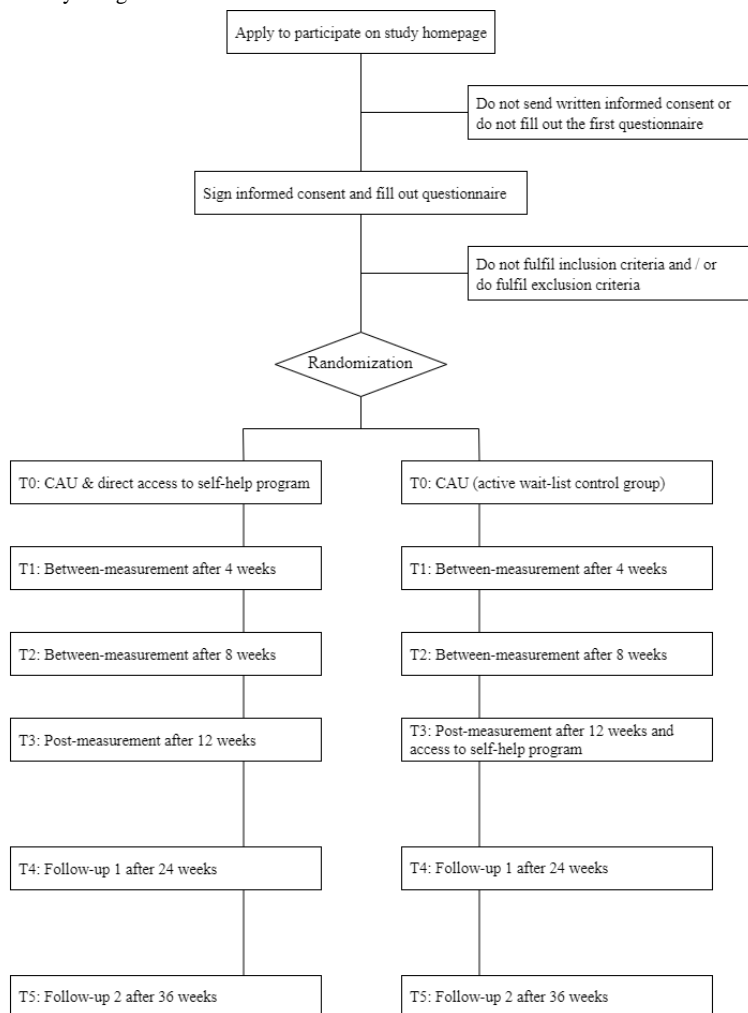 Apply to participate on study homepage
Do not send written informed consent or
do not fill out the first questionnaire
Sign informed consent and fill out questionnaire
Do not fulfil inclusion criteria and / or
do fulfil exclusion criteria
Randomization
T0: CAU & direct access to self-help program
T0: CAU (active wait-list control group)
T1: Between-measurement after 4 weeks
T1: Between-measurement after 4 weeks
T2: Between-measurement after 8 weeks
T2: Between-measurement after 8 weeks
T3: Post-measurement after 12 weeks
T3: Post-measurement after 12 weeks and
access to self-help program
T4: Follow-up 1 after 24 weeks
T4: Follow-up 1 after 24 weeks
T5: Follow-up 2 after 36 weeks
T5: Follow-up 2 after 36 weeks